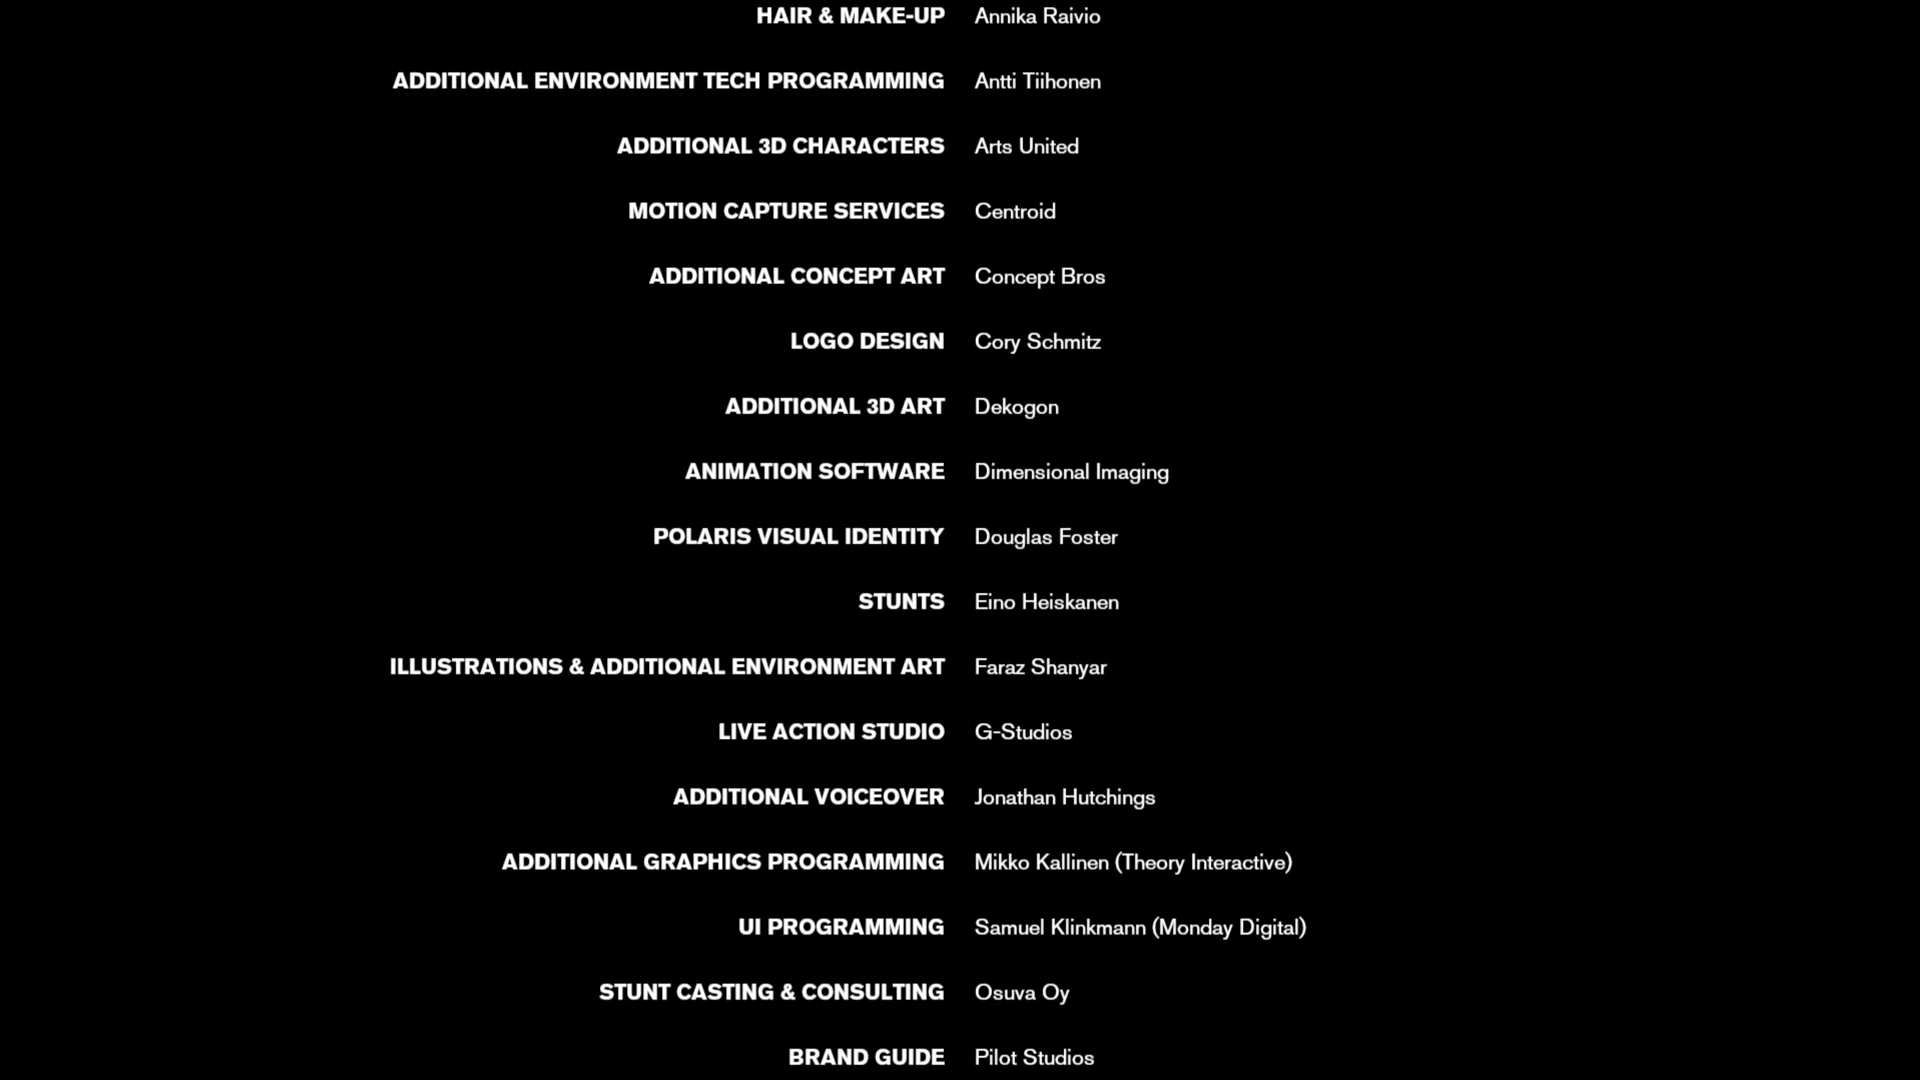 HAIR & MAKE-UP Annika Raivio
ADDITIONAL ENVIRONMENT TECH PROGRAMMING Antti Tiihonen
ADDITIONAL 3D CHARACTERS Arts United
MOTION CAPTURE SERVICES Centroid
ADDITIONAL CONCEPT ART Concept Bros
LOGO DESIGN Cory Schmitz
ADDITIONAL 3D ART Dekogon
ANIMATION SOFTWARE Dimensional Imaging
POLARIS VISUAL IDENTITY Douglas Foster
STUNTS Eino Heiskanen
ILLUSTRATIONS & ADDITIONAL ENVIRONMENT ART Faraz Shanyar
LIVE ACTION STUDIO G-Studios
ADDITIONAL VOICEOVER Jonathan Hutchings
ADDITIONAL GRAPHICS PROGRAMMING Mikko Kallinen (Theory Interactive)
UI PROGRAMMING Samuel Klinkmann (Monday Digital)
STUNT CASTING & CONSULTING Osuva Oy
BRAND GUIDE Pilot Studios